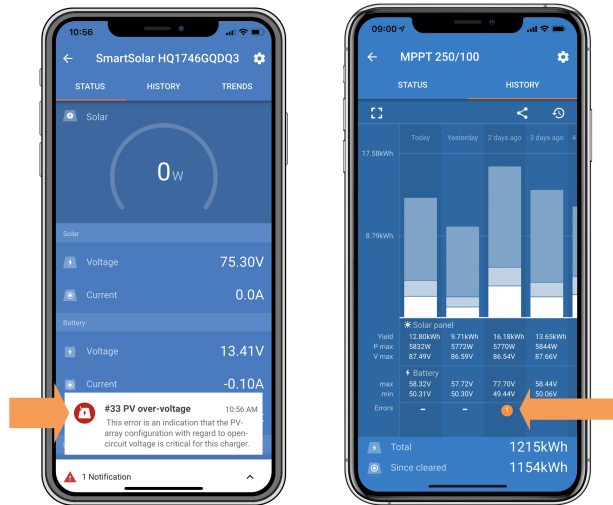 10:56
SmartSolar HQ1746GQDQ3
STATUS HISTORY TRENDS
Solar
0W
Solar
Voltage 75.30V
Current 0.0A
Battery
Voltage 13.41V
Current -0.10A
#33 PV over-voltage 10:56 AM
This error is an indication that the PV-
array configuration with regard to open-
circuit voltage is critical for this charger.
1 Notification
09:00
MPPT 250/100
STATUS HISTORY
Today Yesterday 2 days ago 3 days ago 4
17.58kWh
8.79kWh
Solar panel
Yield 12.80kWh 9.71kWh 16.18kWh 13.65kWh
P max 5832W 5772W 5770W 5844W
V max 87.49V 86.59V 86.54V 87.66V
Battery
max 58.32V 57.72V 77.70V 58.44V
min 50.31V 50.30V 49.44V 50.06V
Errors - - 1
Total 1215kWh
Since cleared 1154kWh